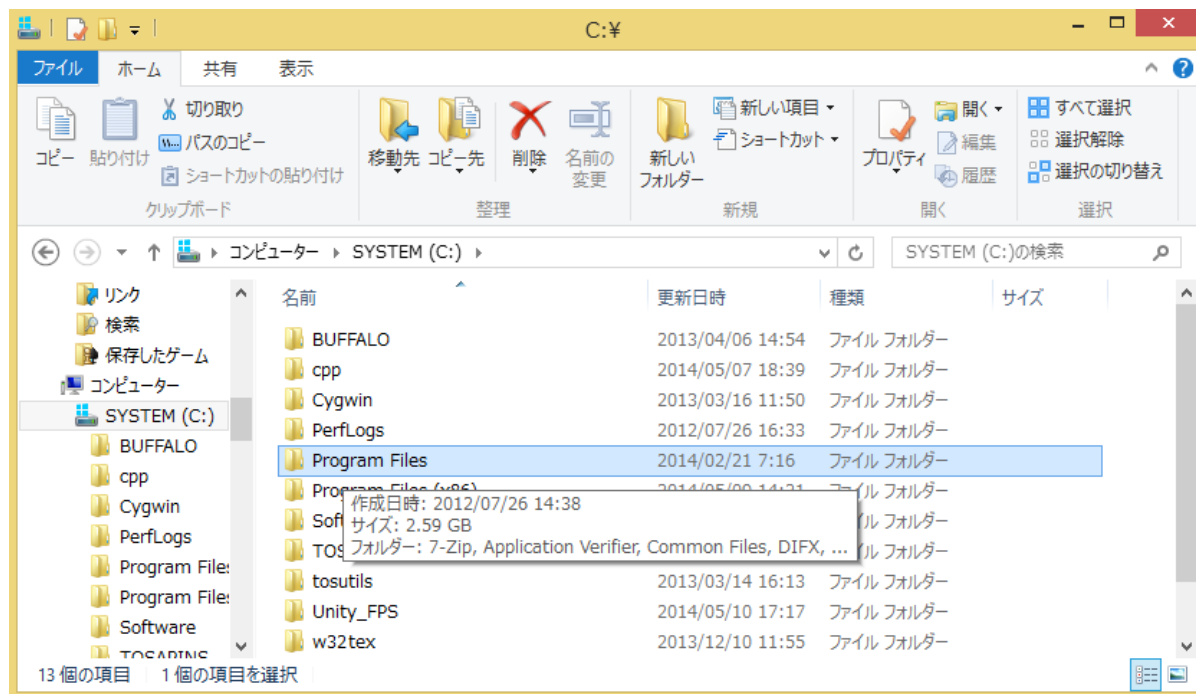 C:¥
ファイル ホーム 共有 表示
コピー 貼り付け 切り取り パスのコピー ショートカットの貼り付け
移動先 コピー先 削除 名前の変更
新しいフォルダー 新しい項目 ショートカット
プロパティ 開く 編集 履歴
すべて選択 選択解除 選択の切り替え
クリップボード 整理 新規 開く 選択
コンピューター SYSTEM (C:) SYSTEM (C:)の検索
リンク
検索
保存したゲーム
コンピューター
SYSTEM (C:)
BUFFALO
cpp
Cygwin
PerfLogs
Program Files
Program Files
Software
名前 更新日時 種類 サイズ
BUFFALO 2013/04/06 14:54 ファイル フォルダー
cpp 2014/05/07 18:39 ファイル フォルダー
Cygwin 2013/03/16 11:50 ファイル フォルダー
PerfLogs 2012/07/26 16:33 ファイル フォルダー
Program Files 2014/02/21 7:16 ファイル フォルダー
Program Files (x86) 2014/05/09 14:21 ファイル フォルダー
作成日時: 2012/07/26 14:38
サイズ: 2.59 GB
フォルダー: 7-Zip, Application Verifier, Common Files, DIFX, ...
tosutils 2013/03/14 16:13 ファイル フォルダー
Unity_FPS 2014/05/10 17:17 ファイル フォルダー
w32tex 2013/12/10 11:55 ファイル フォルダー
13 個の項目 1 個の項目を選択